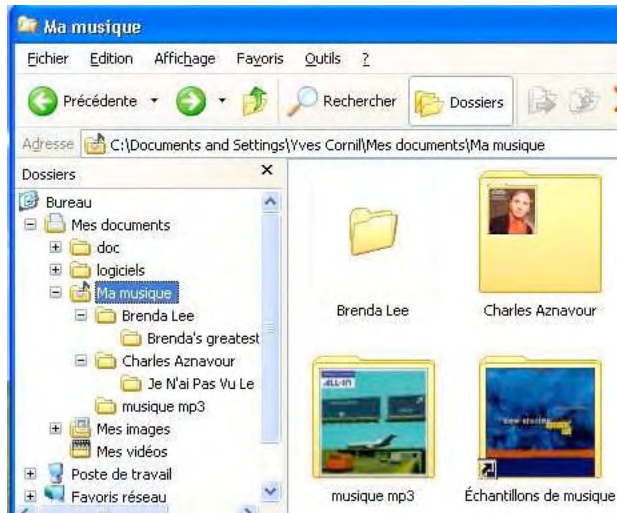 Ma musique
Fichier Edition Affichage Favoris Outils ?
Précédente Rechercher Dossiers
Adresse C:\Documents and Settings\Yves Cornil\Mes documents\Ma musique
Dossiers
Bureau
Mes documents
doc
logiciels
Ma musique
Brenda Lee
Brenda's greatest
Charles Aznavour
Je N'ai Pas Vu Le
musique mp3
Mes images
Mes vidéos
Poste de travail
Favoris réseau
Brenda Lee
Charles Aznavour
ALL-IN
musique mp3
Échantillons de musique